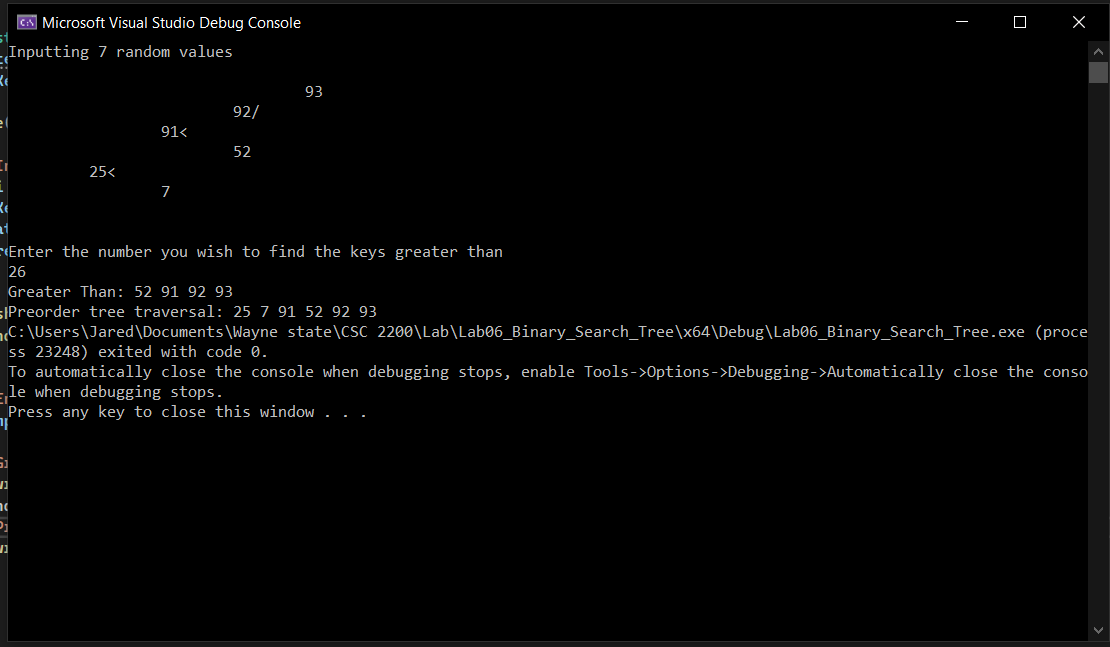 Microsoft Visual Studio Debug Console
Inputting 7 random values
93
92/
91<
52
25<
7
Enter the number you wish to find the keys greater than
26
Greater Than: 52 91 92 93
Preorder tree traversal: 25 7 91 52 92 93
C:\Users\Jared\Documents\Wayne state\CSC 2200\Lab\Lab06_Binary_Search_Tree\x64\Debug\Lab06_Binary_Search_Tree.exe (proce
ss 23248) exited with code 0.
To automatically close the console when debugging stops, enable Tools->Options->Debugging->Automatically close the conso
le when debugging stops.
Press any key to close this window . . .